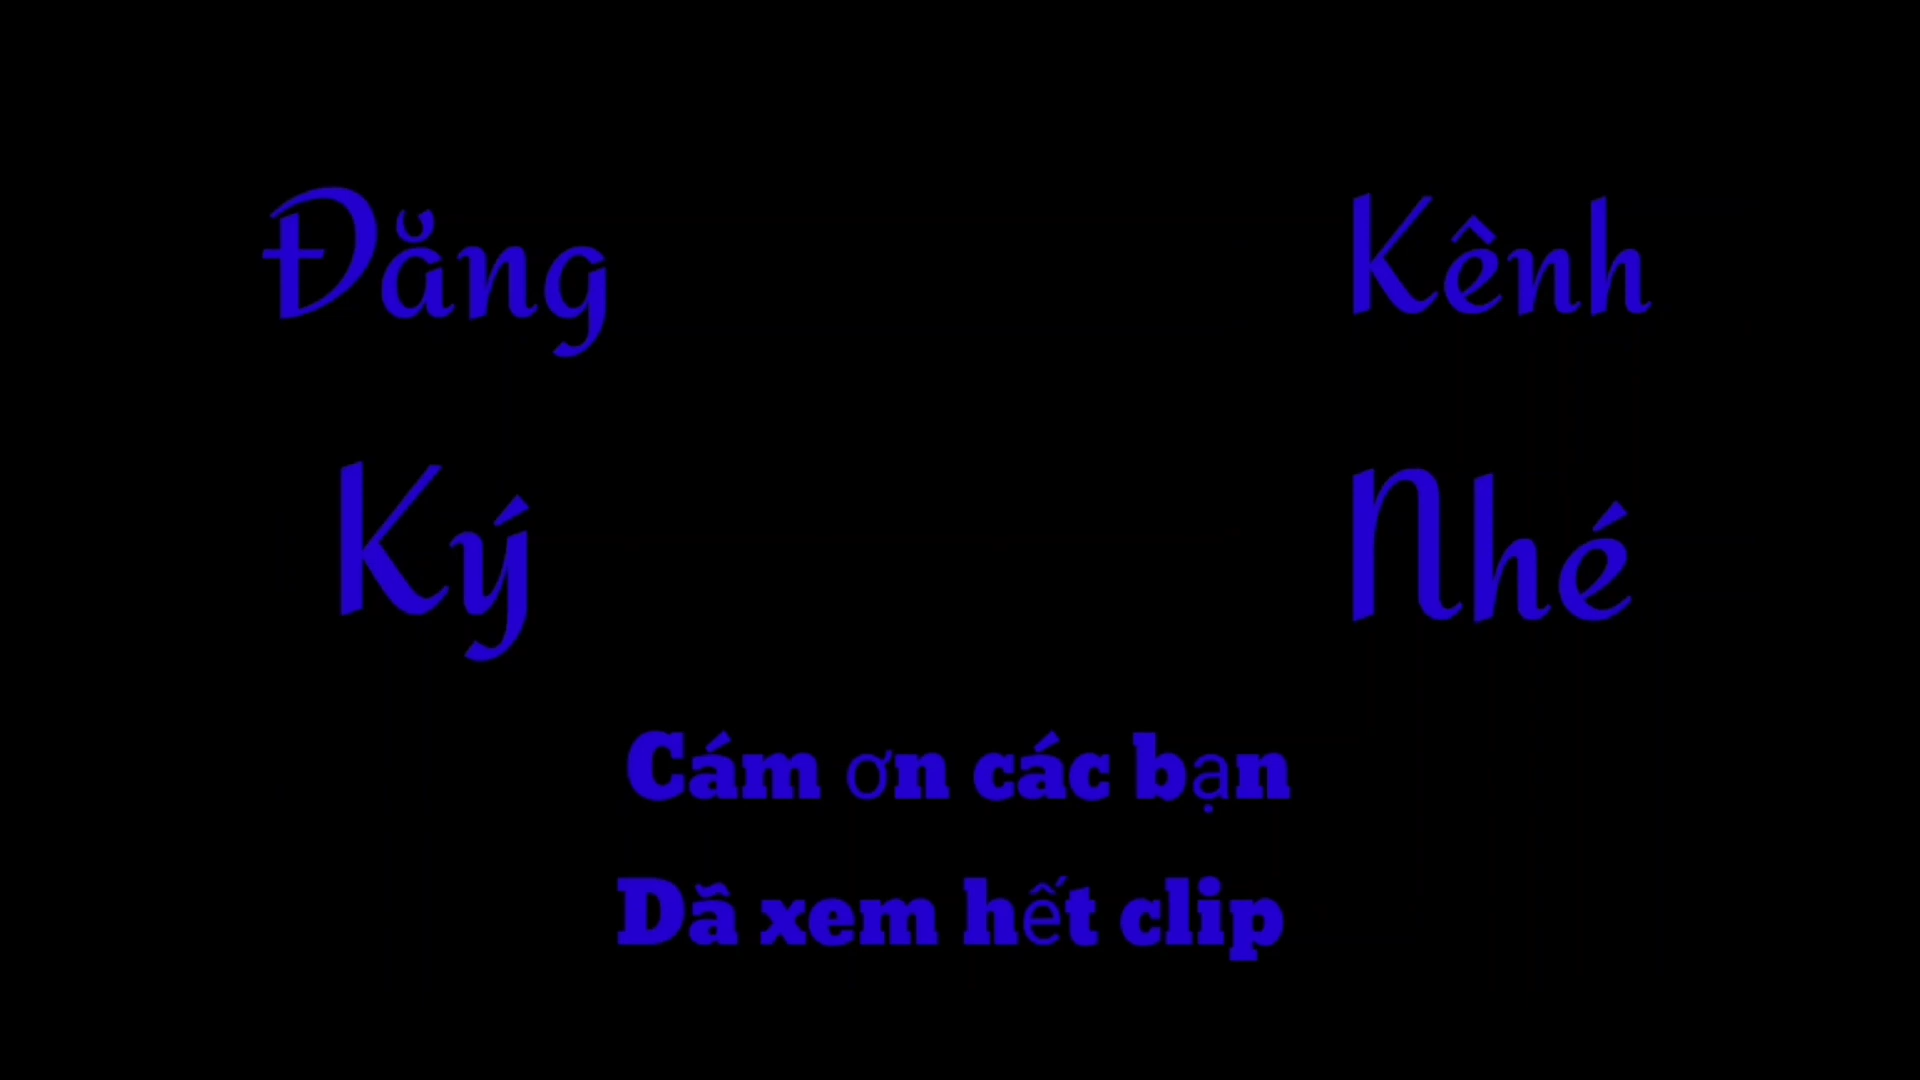 Đăng
Ký
Kênh
Nhé
Cám ơn các bạn
Dã xem hết clip